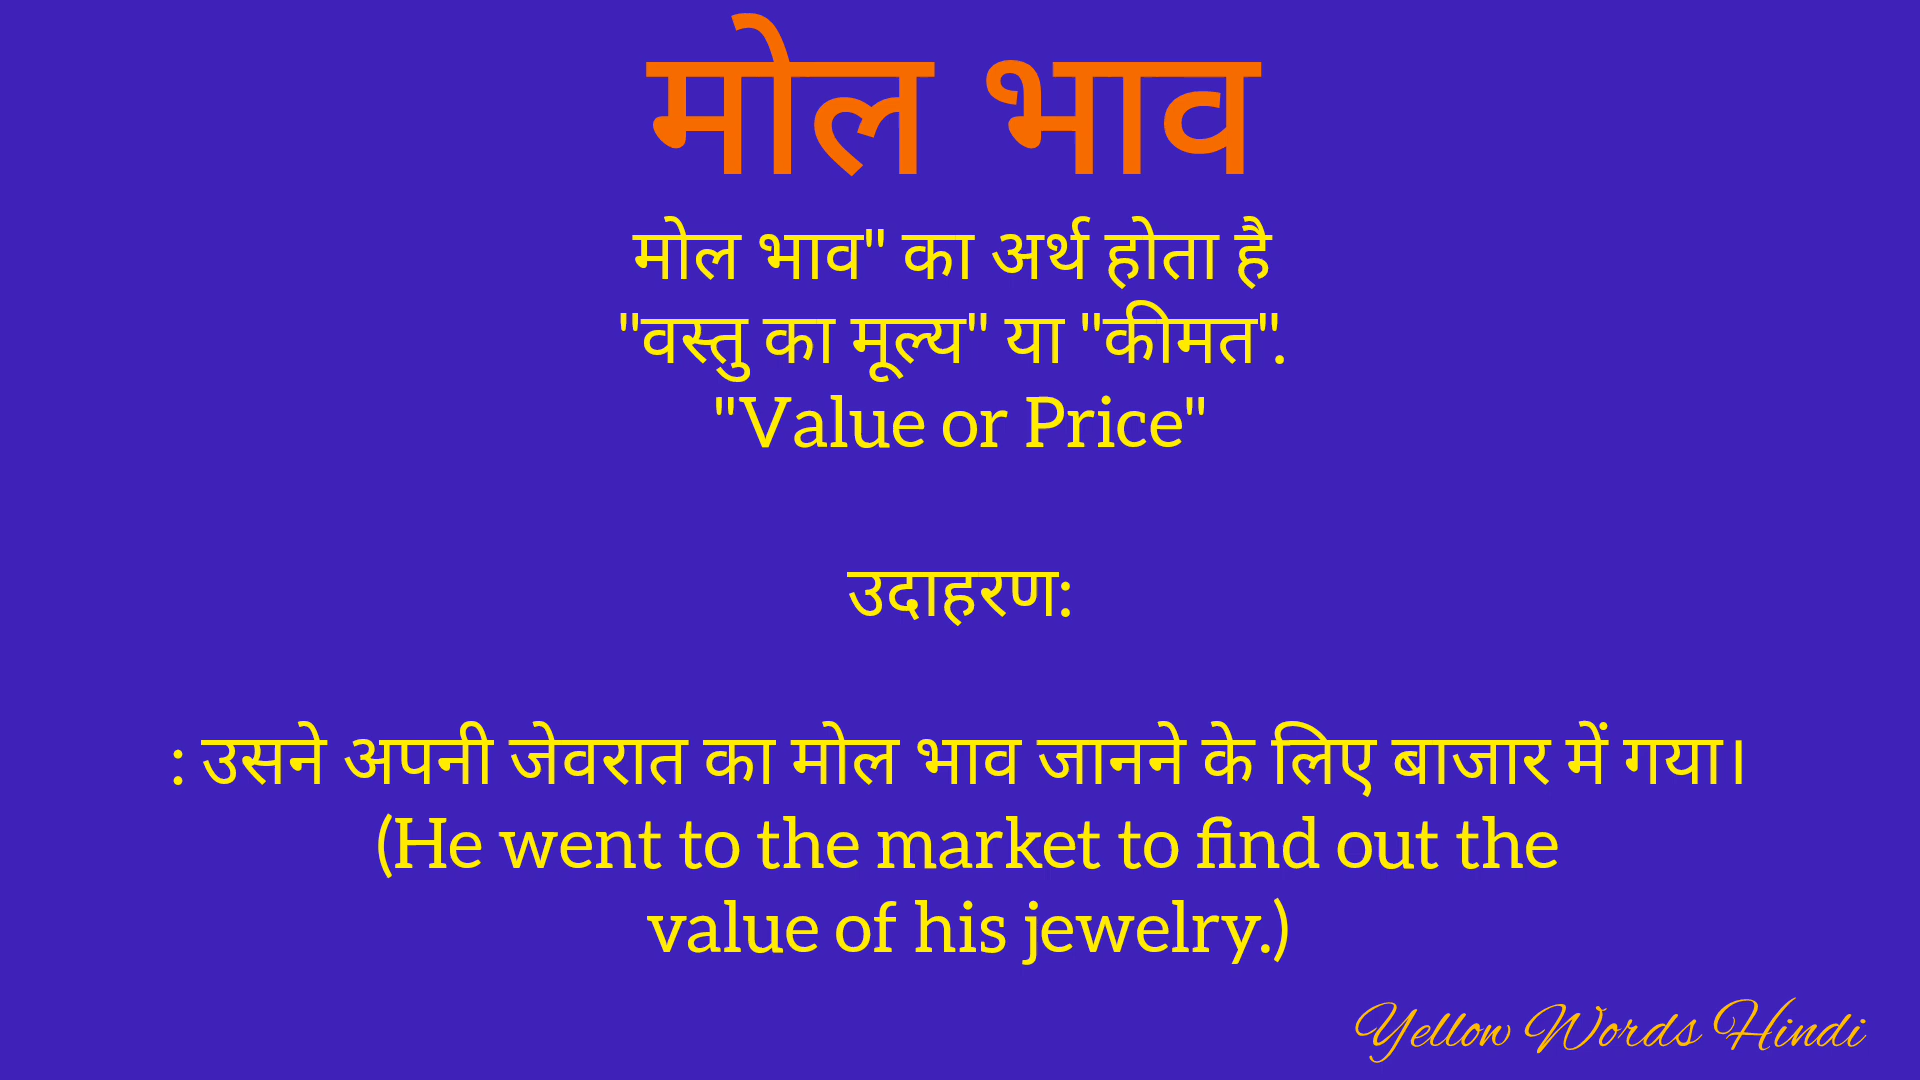 मोल भाव
मोल भाव" का अर्थ होता है
"वस्तु का मूल्य" या "कीमत".
"Value or Price"
उदाहरण:
: उसने अपनी जेवरात का मोल भाव जानने के लिए बाजार में गया।
(He went to the market to find out the
value of his jewelry.)
Yellow Words Hindi